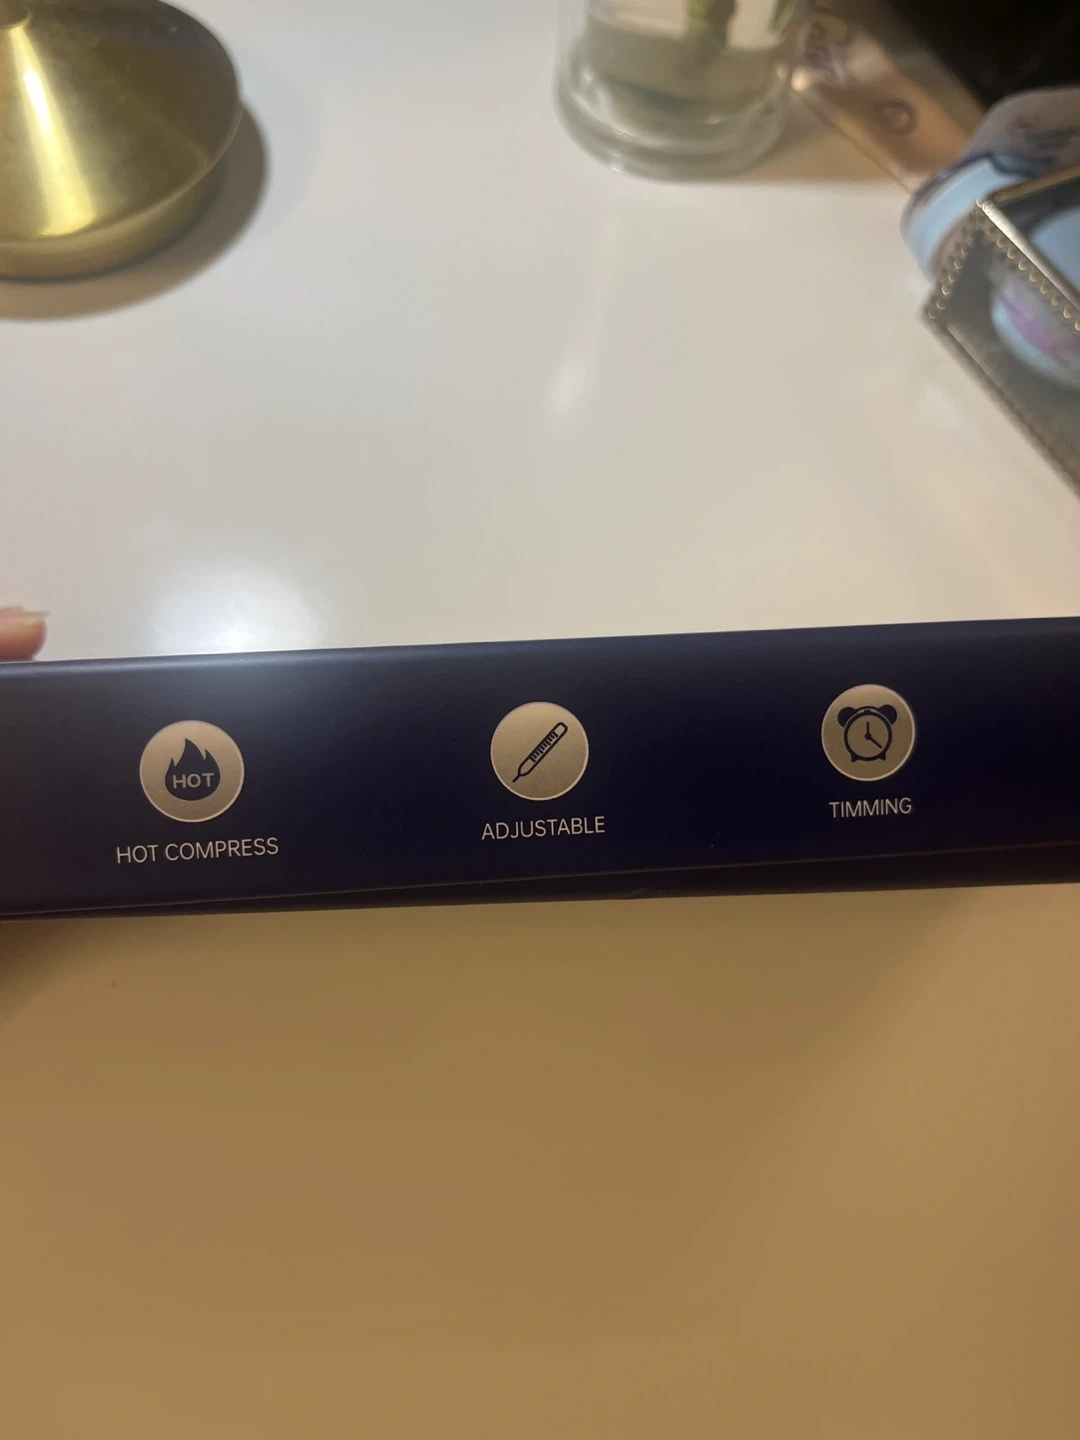 HOT
HOT COMPRESS
ADJUSTABLE
TIMMING